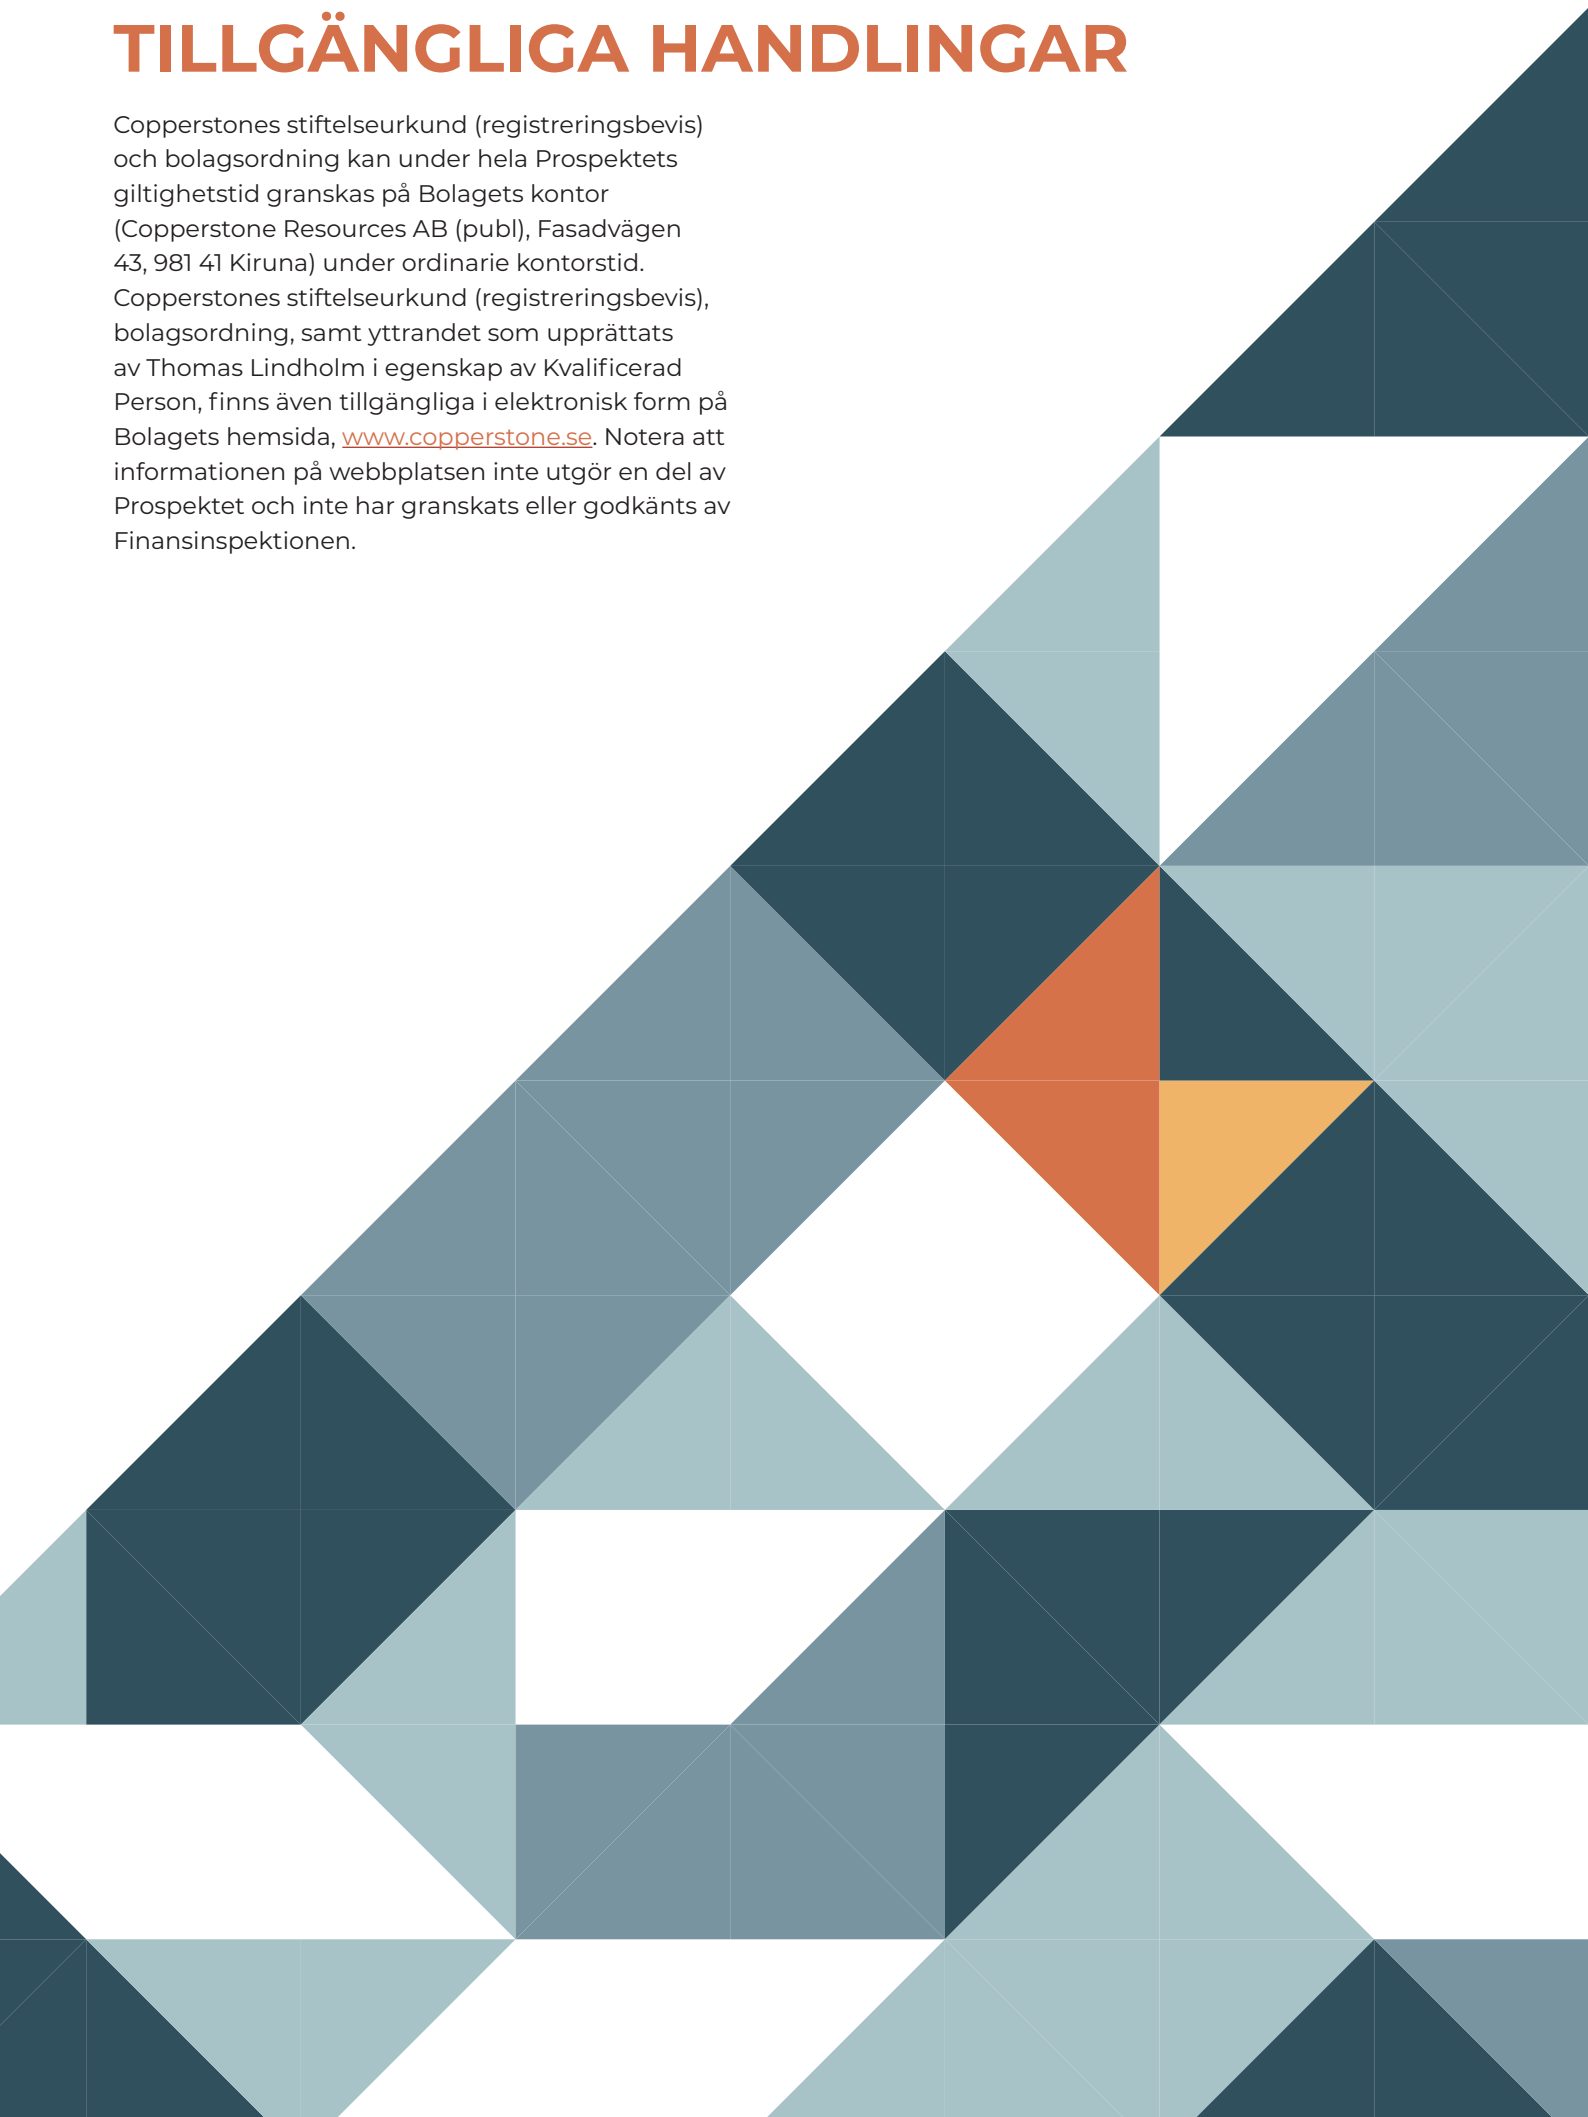 TILLGÄNGLIGA HANDLINGAR
Copperstones stiftelseurkund (registreringsbevis)
och bolagsordning kan under hela Prospektets
giltighetstid granskas på Bolagets kontor
(Copperstone Resources AB (publ), Fasadvägen
43, 981 41 Kiruna) under ordinarie kontorstid.
Copperstones stiftelseurkund (registreringsbevis),
bolagsordning, samt yttrandet som upprättats
av Thomas Lindholm i egenskap av Kvalificerad
Person, finns även tillgängliga i elektronisk form på
Bolagets hemsida, www.copperstone.se. Notera att
informationen på webbplatsen inte utgör en del av
Prospektet och inte har granskats eller godkänts av
Finansinspektionen.